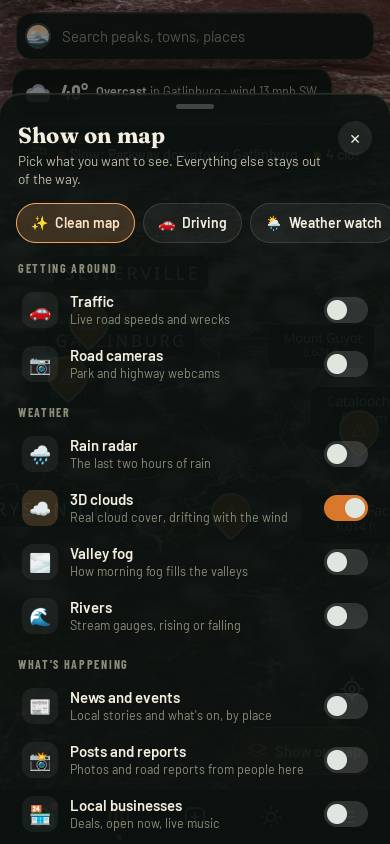 Search peaks, towns, places
40° Overcast in Gatlinburg · wind 13 mph SW
Show on map
×
Pick what you want to see. Everything else stays out
of the way.
Clean map
Driving
Weather watch
GETTING AROUND
SEVIERVILLE
Traffic
Live road speeds and wrecks
GATLINBURG
Mount Guyot
Road cameras
Park and highway webcams
WEATHER
Rain radar
The last two hours of rain
3D clouds
Real cloud cover, drifting with the wind
Valley fog
How morning fog fills the valleys
Rivers
Stream gauges, rising or falling
WHAT'S HAPPENING
News and events
Local stories and what's on, by place
Posts and reports
Photos and road reports from people here
Local businesses
Deals, open now, live music